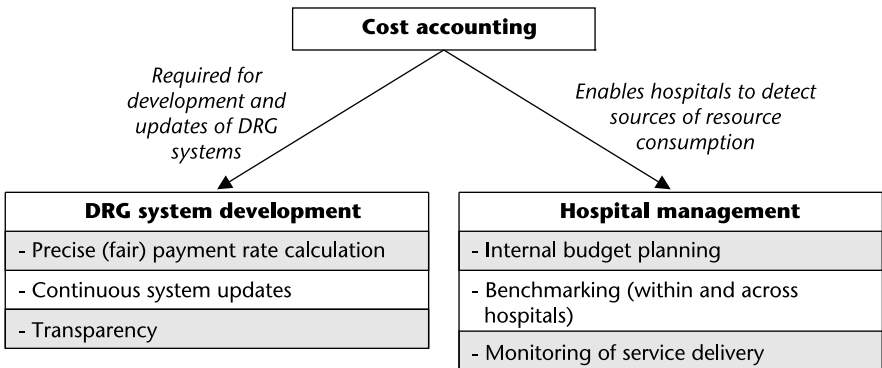 Cost accounting
Required for
development and
updates of DRG
systems
Enables hospitals to detect
sources of resource
consumption
DRG system development
- Precise (fair) payment rate calculation
- Continuous system updates
- Transparency
Hospital management
- Internal budget planning
- Benchmarking (within and across
hospitals)
- Monitoring of service delivery